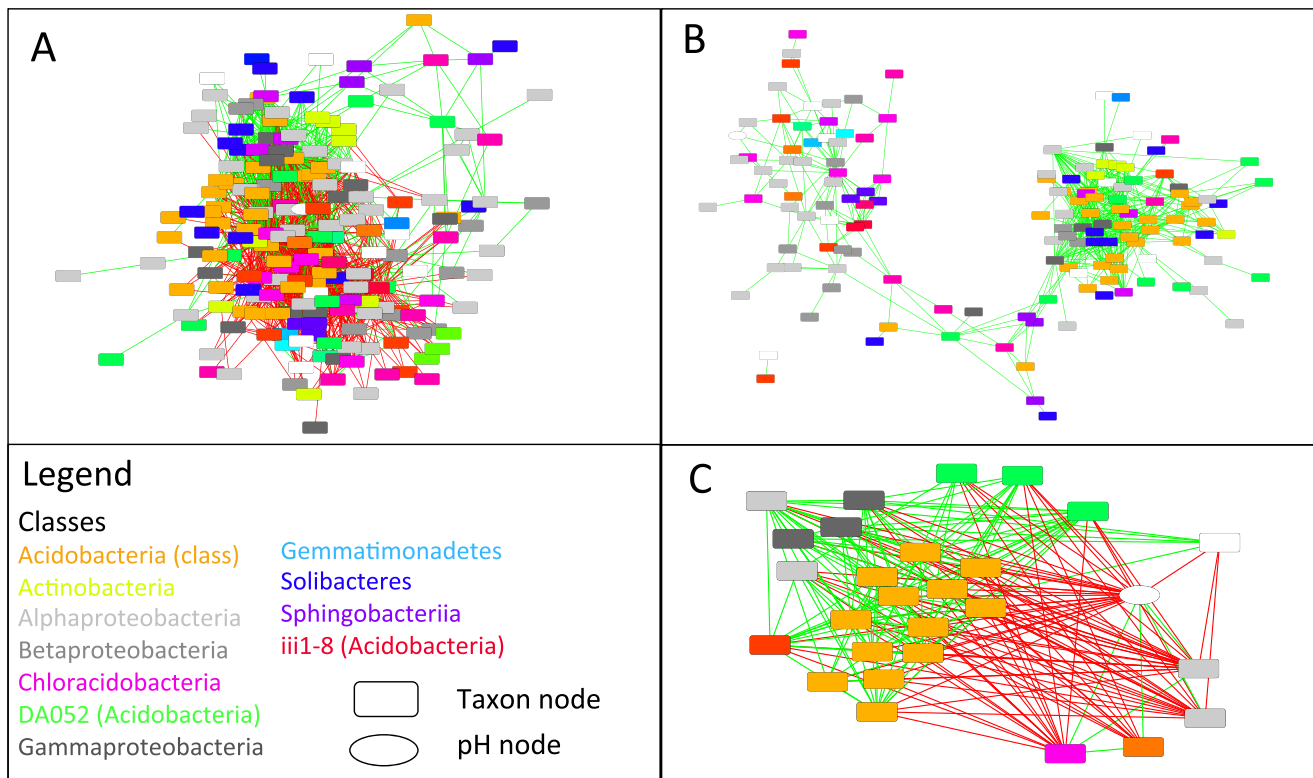 A
B
Legend
Classes
Acidobacteria (class)
Actinobacteria
Alphaproteobacteria
Betaproteobacteria
Chloracidobacteria
DA052 (Acidobacteria)
Gammaproteobacteria
Gemmatimonadetes
Solibacteres
Sphingobacteriia
iii1-8 (Acidobacteria)
Taxon node
pH node
C